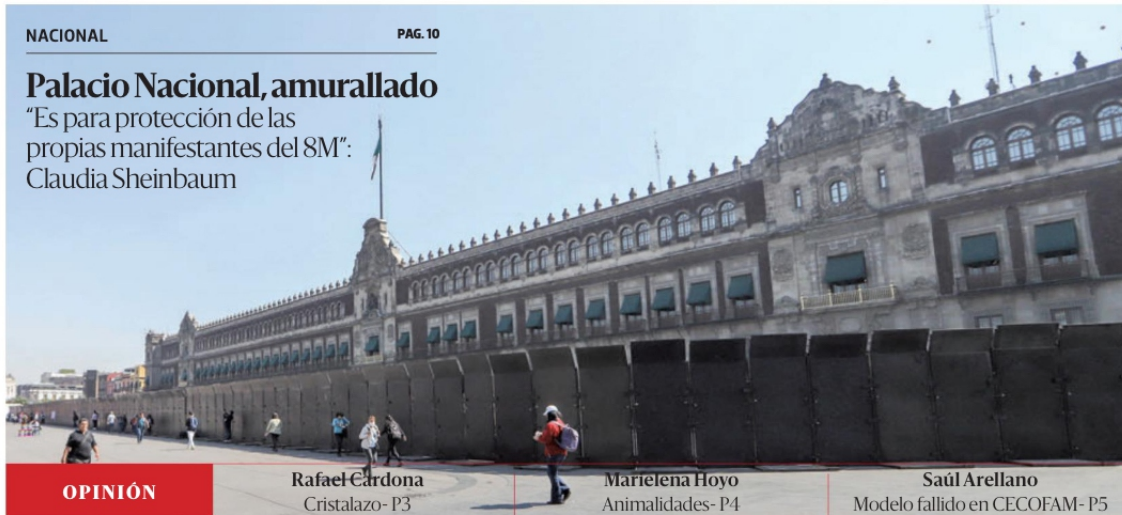 NACIONAL
PAG. 10
Palacio Nacional, amurallado
“Es para protección de las
propias manifestantes del 8M”:
Claudia Sheinbaum
OPINIÓN
Rafael Cardona
Cristalazo- P3
Marielena Hoyo
Animalidades- P4
Saúl Arellano
Modelo fallido en CECOFAM- P5